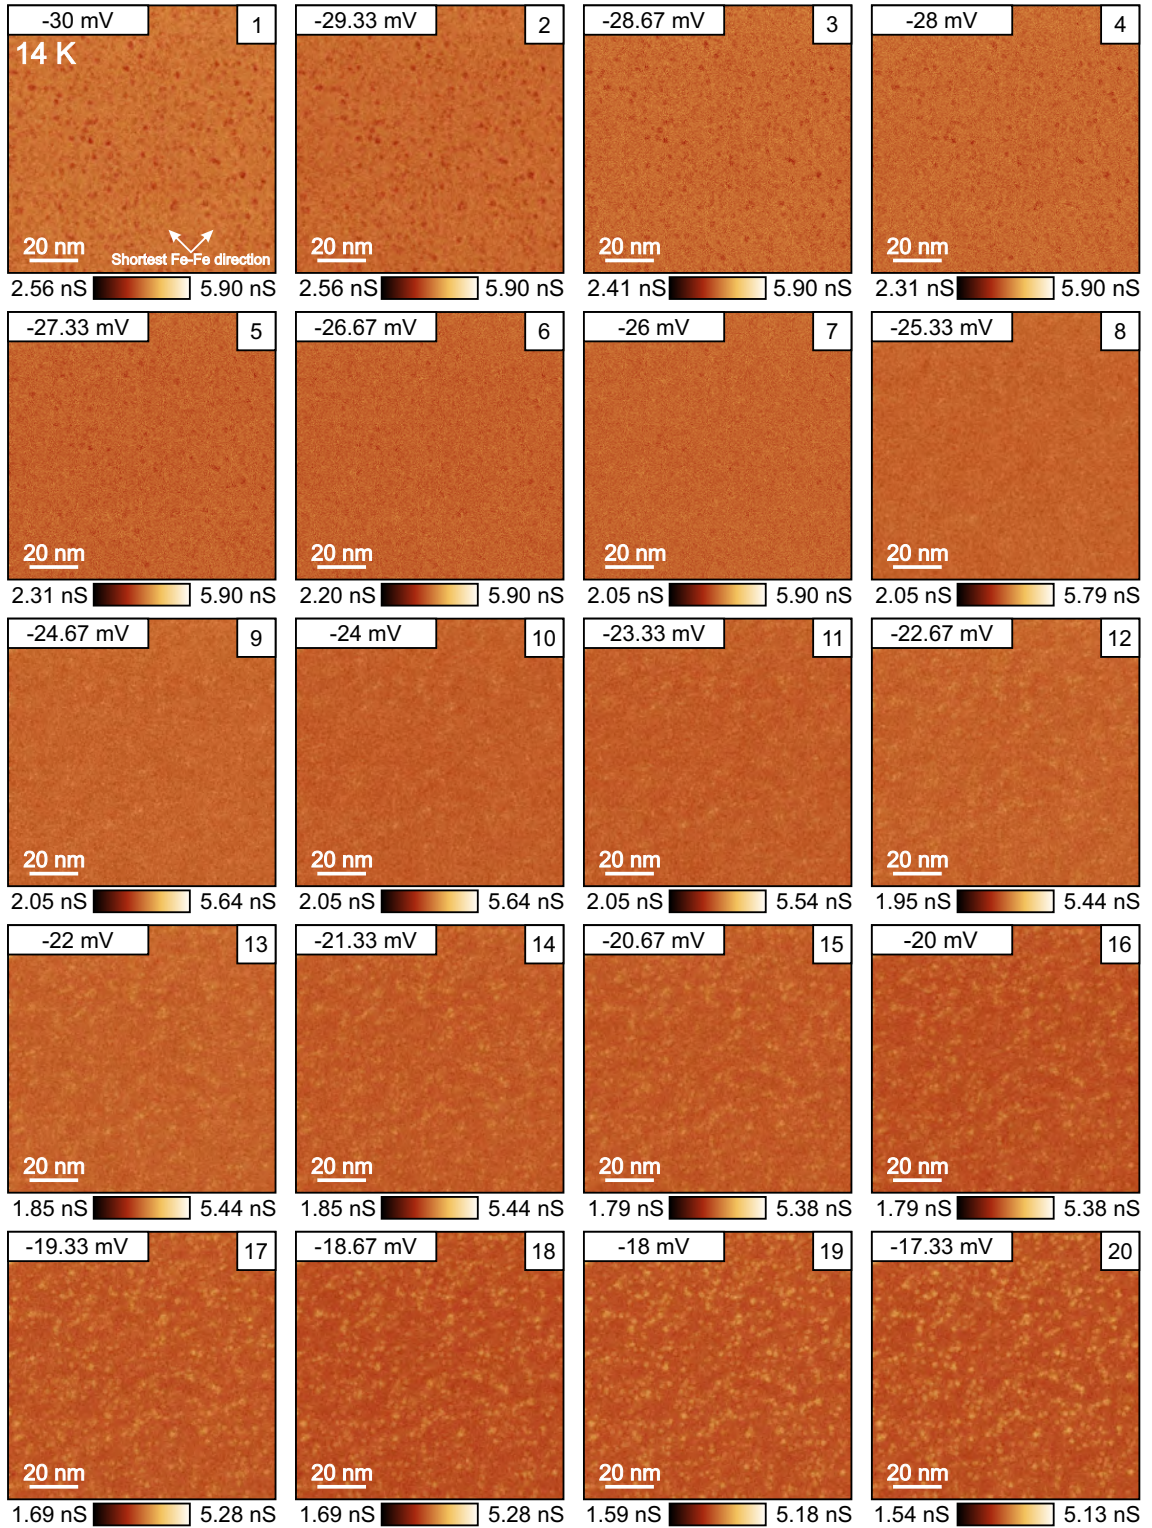 -30 mV 1
14 K
20 nm
Shortest Fe-Fe direction
2.56 nS 5.90 nS
-29.33 mV 2
20 nm
2.56 nS 5.90 nS
-28.67 mV 3
20 nm
2.41 nS 5.90 nS
-28 mV 4
20 nm
2.31 nS 5.90 nS
-27.33 mV 5
20 nm
2.31 nS 5.90 nS
-26.67 mV 6
20 nm
2.20 nS 5.90 nS
-26 mV 7
20 nm
2.05 nS 5.90 nS
-25.33 mV 8
20 nm
2.05 nS 5.79 nS
-24.67 mV 9
20 nm
2.05 nS 5.64 nS
-24 mV 10
20 nm
2.05 nS 5.64 nS
-23.33 mV 11
20 nm
2.05 nS 5.54 nS
-22.67 mV 12
20 nm
1.95 nS 5.44 nS
-22 mV 13
20 nm
1.85 nS 5.44 nS
-21.33 mV 14
20 nm
1.85 nS 5.44 nS
-20.67 mV 15
20 nm
1.79 nS 5.38 nS
-20 mV 16
20 nm
1.79 nS 5.38 nS
-19.33 mV 17
20 nm
1.69 nS 5.28 nS
-18.67 mV 18
20 nm
1.69 nS 5.28 nS
-18 mV 19
20 nm
1.59 nS 5.18 nS
-17.33 mV 20
20 nm
1.54 nS 5.13 nS